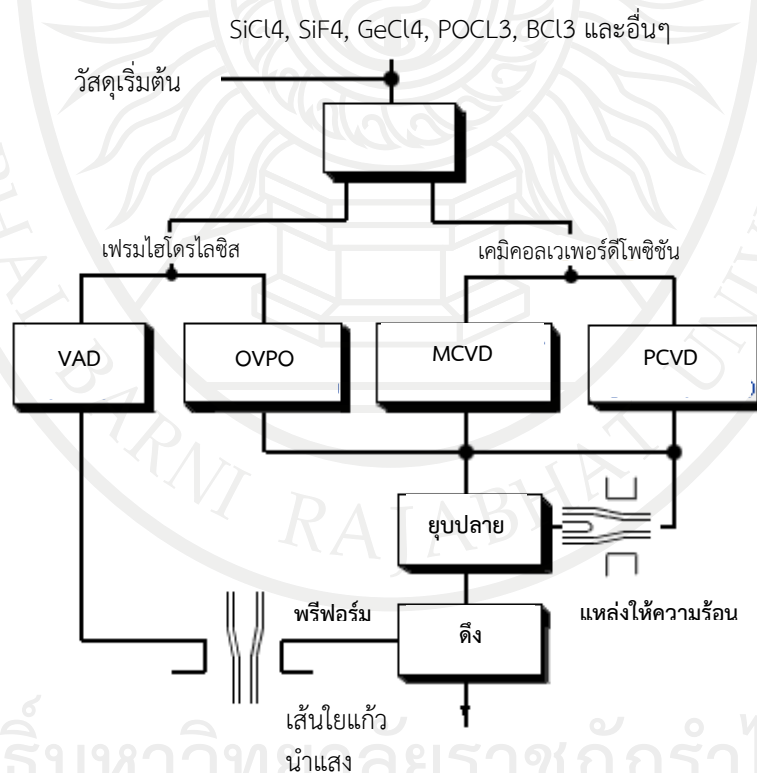 SiCl4, SiF4, GeCl4, POCL3, BCl3 และอื่นๆ
วัสดุเริ่มต้น
เฟรมไฮโดรไลซิส
เคมิคอลเวเพอร์ดีโพซิชัน
VAD
OVPO
MCVD
PCVD
ยุบปลาย
พรีฟอร์ม
แหล่งให้ความร้อน
ดึง
เส้นใยแก้ว
นำแสง
RAJABHAT